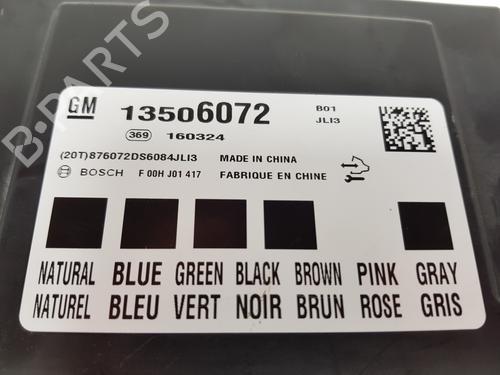 GM 13506072 B01
JLI3
369 160324
(20T)876072DS6084JLI3 MADE IN CHINA
BOSCH F 00H J01 417 FABRIQUE EN CHINE
NATURAL BLUE GREEN BLACK BROWN PINK GRAY
NATUREL BLEU VERT NOIR BRUN ROSE GRIS
B-PARTS